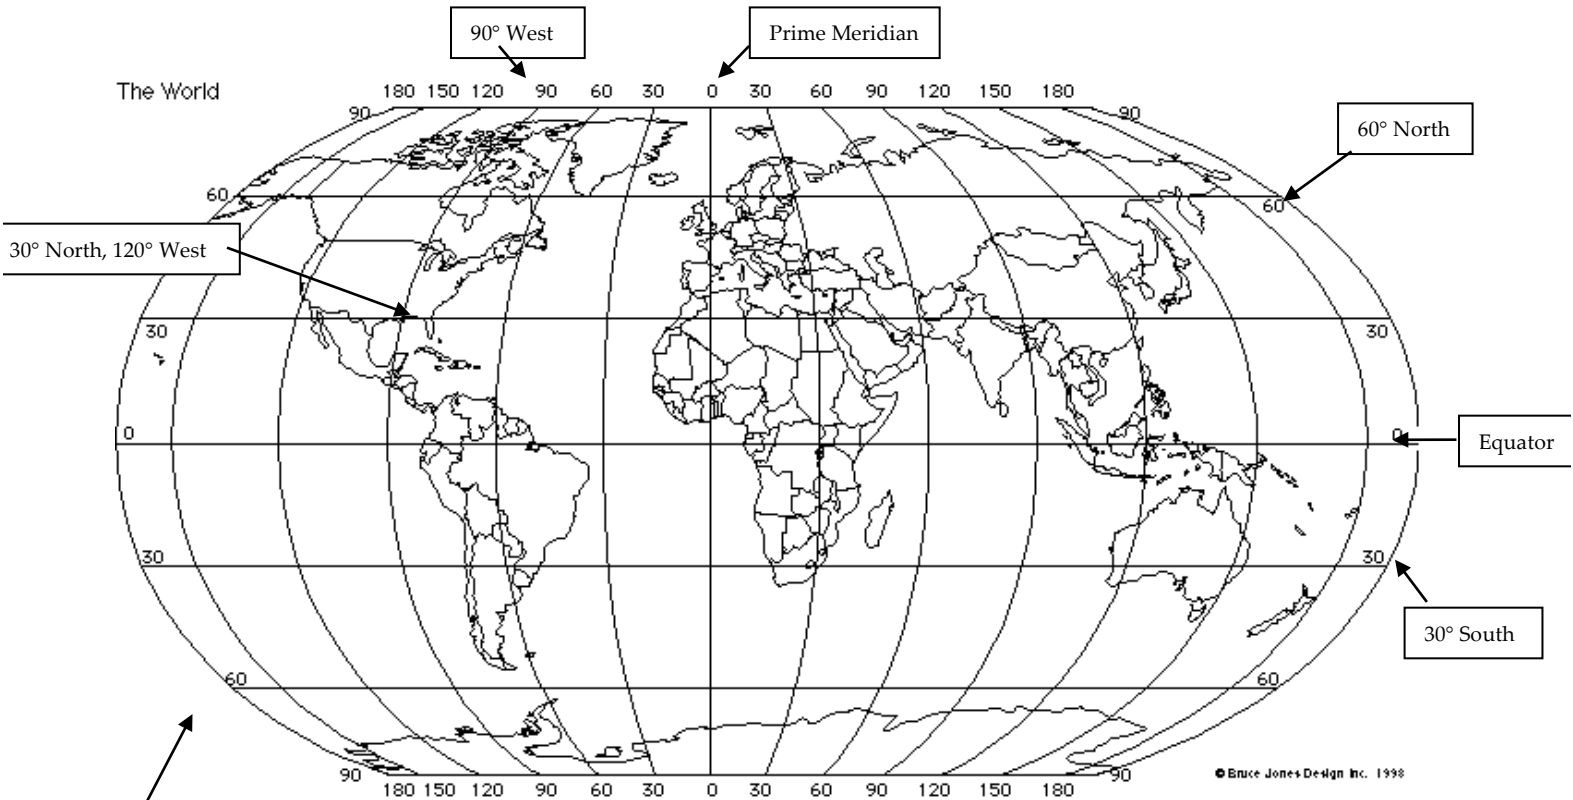 90° West
Prime Meridian
The World
180 150 120 90 60 30 0 30 60 90 120 150 180
90 90
60° North
60 60
30° North, 120° West
30 30
0 0
Equator
30 30
30° South
60 60
90 90
© Bruce Jones Design Inc. 1998
180 150 120 90 60 30 0 30 60 90 120 150 180